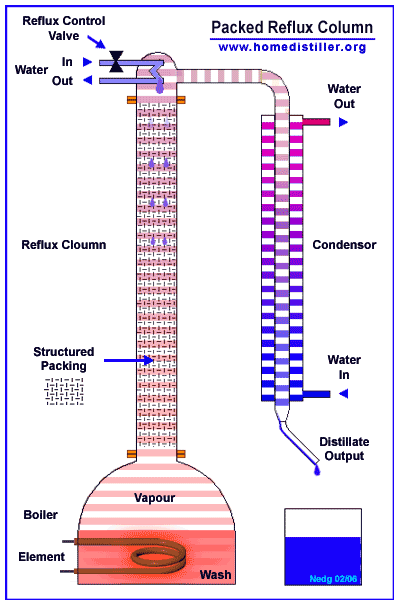 Packed Reflux Column
www.homedistiller.org
Reflux Control
Valve
In
Water
Out
Water
Out
Reflux Cloumn
Condensor
Structured
Packing
Water
In
Distillate
Output
Vapour
Boiler
Element
Wash
Nedg 02/06